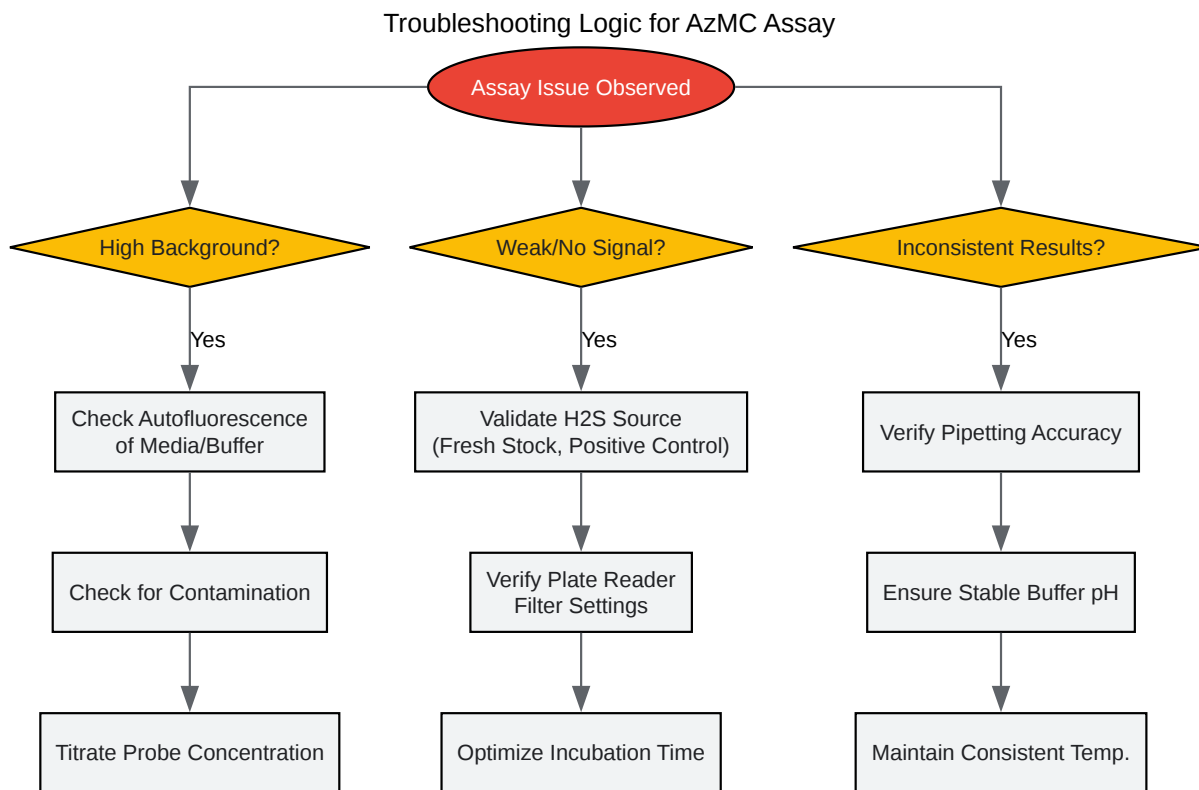 Troubleshooting Logic for AzMC Assay
Assay Issue Observed
High Background?
Weak/No Signal?
Inconsistent Results?
Yes
Yes
Yes
Check Autofluorescence
of Media/Buffer
Validate H2S Source
(Fresh Stock, Positive Control)
Verify Pipetting Accuracy
Check for Contamination
Verify Plate Reader
Filter Settings
Ensure Stable Buffer pH
Titrate Probe Concentration
Optimize Incubation Time
Maintain Consistent Temp.